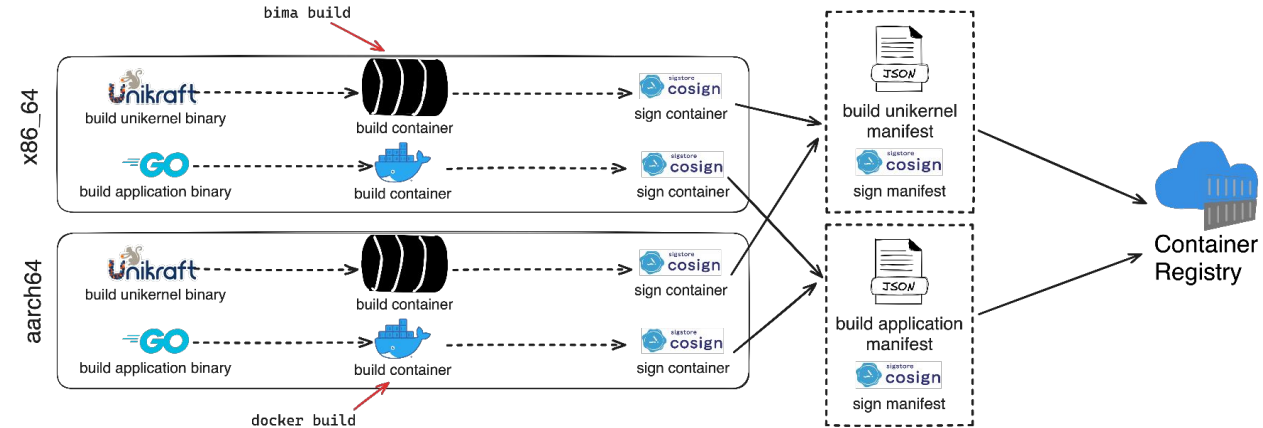 bima build
x86_64
Unikraft
build unikernel binary
build container
sigstore
cosign
sign container
GO
build application binary
build container
sigstore
cosign
sign container
aarch64
Unikraft
build unikernel binary
build container
sigstore
cosign
sign container
GO
build application binary
build container
sigstore
cosign
sign container
docker build
JSON
build unikernel
manifest
sigstore
cosign
sign manifest
JSON
build application
manifest
sigstore
cosign
sign manifest
Container
Registry